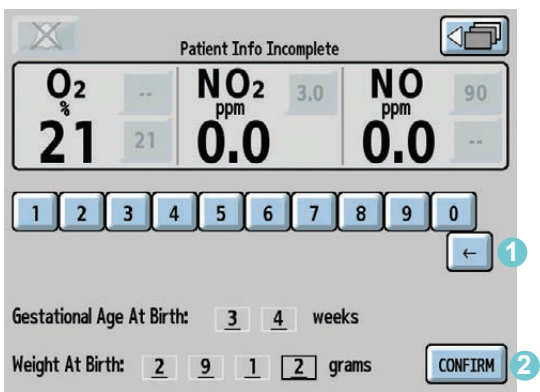 Patient Info Incomplete
O2 % -- NO2 ppm 3.0 NO ppm 90
21 21 0.0 0.0 --
1 2 3 4 5 6 7 8 9 0
← 1
Gestational Age At Birth: 3 4 weeks
Weight At Birth: 2 9 1 2 grams CONFIRM 2